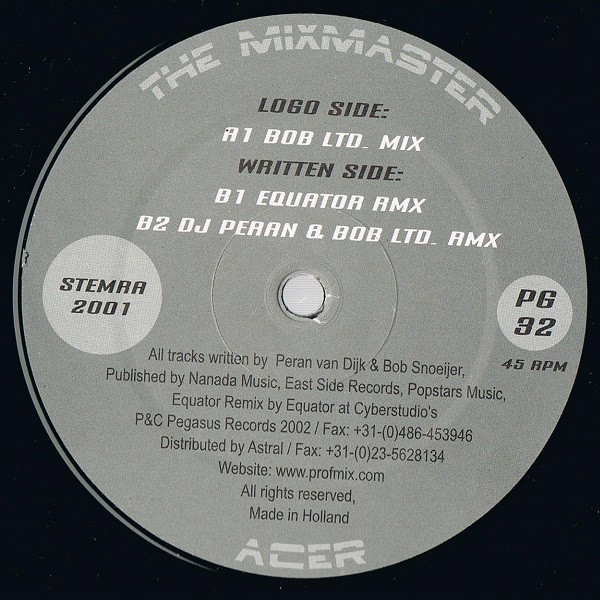 THE MIXMASTER
LOGO SIDE:
A1 BOB LTD. MIX
WRITTEN SIDE:
B1 EQUATOR RMX
B2 DJ PERAN & BOB LTD. RMX
STEMRA
2001
PG
32
45 RPM
All tracks written by Peran van Dijk & Bob Snoeijer,
Published by Nanada Music, East Side Records, Popstars Music,
Equator Remix by Equator at Cyberstudio's
P&C Pegasus Records 2002 / Fax: +31-(0)486-453946
Distributed by Astral / Fax: +31-(0)23-5628134
Website: www.profmix.com
All rights reserved,
Made in Holland
ACER